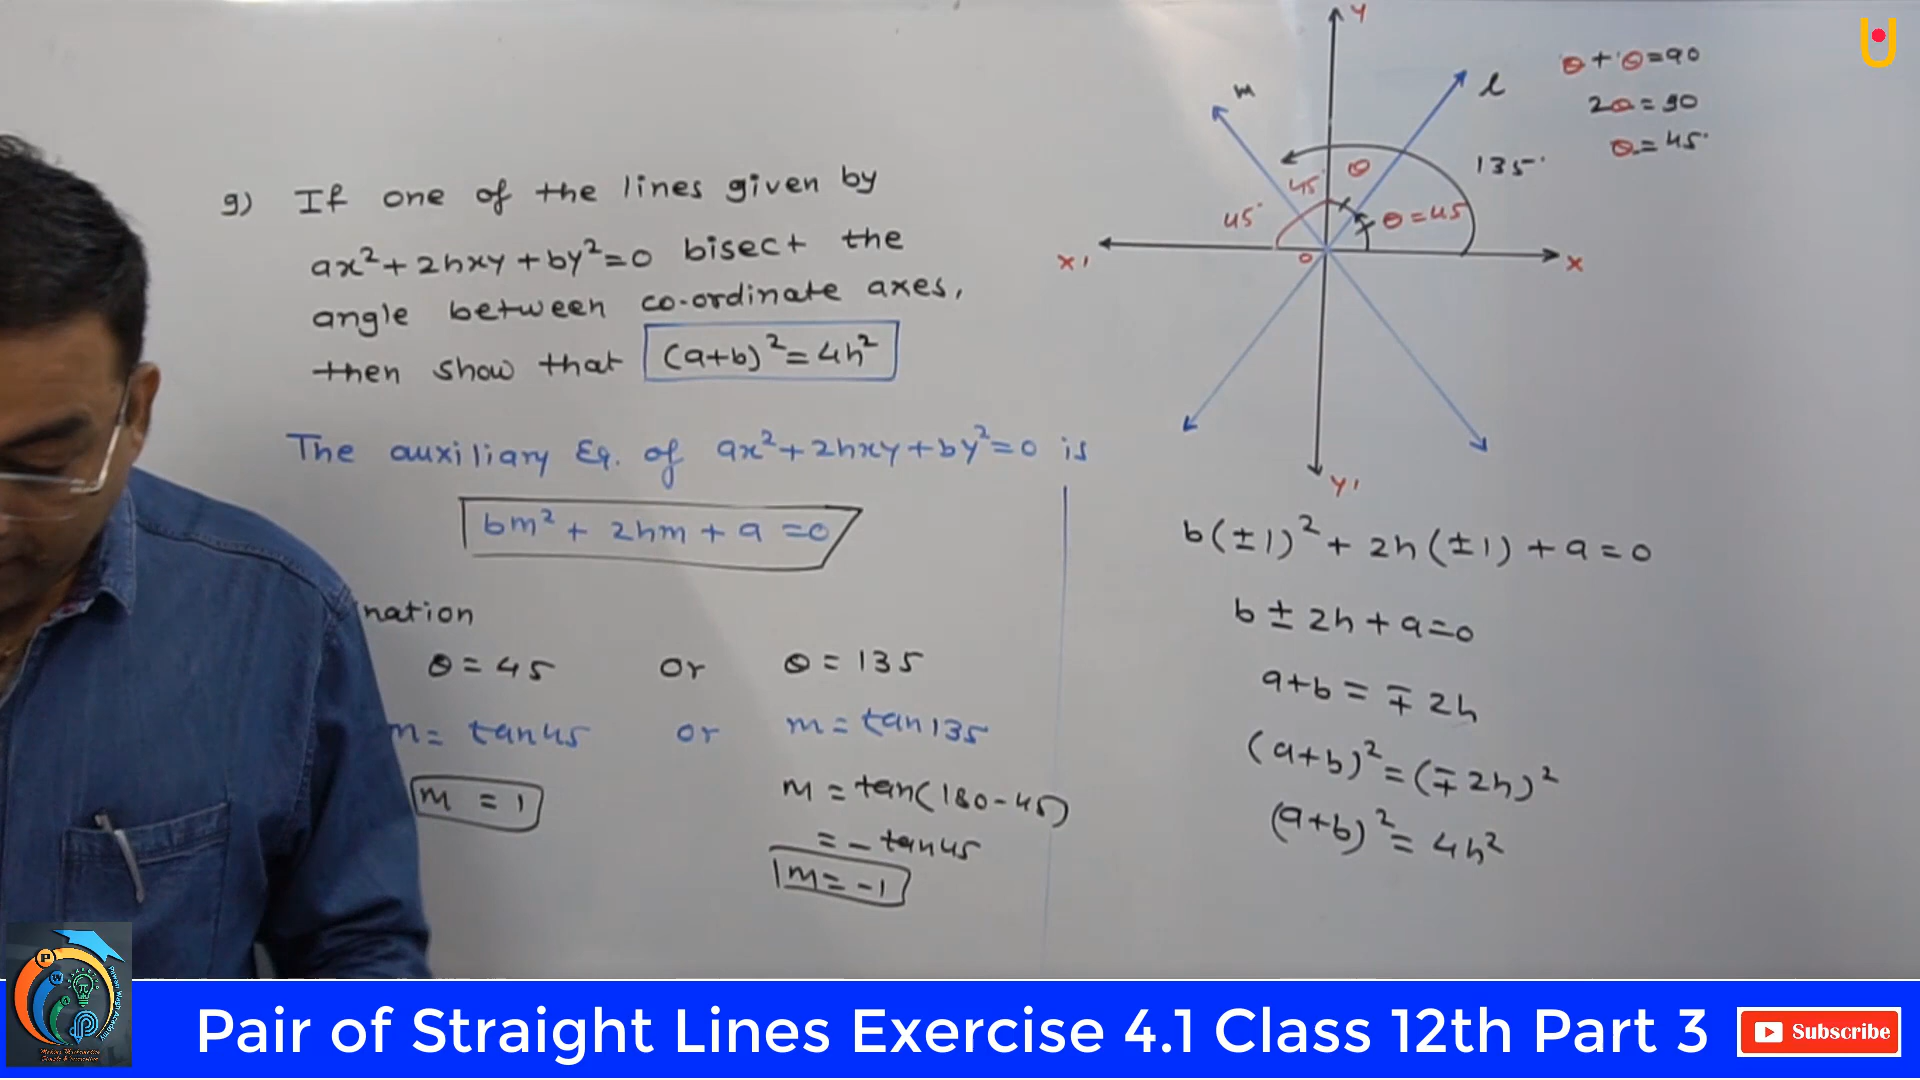 9) If one of the lines given by
ax²+2hxy+by²=0 bisect the
angle between co-ordinate axes,
then show that (a+b)²=4h²
The auxiliary Eq. of ax²+2hxy+by²=0 is
bm² + 2hm + a =0
nation
θ=45 or θ=135
m= tan45 or m=tan135
m =1
m=tan(180-45)
=-tan45
m=-1
Y
m
l
θ
45°
45°
θ=45
135°
X'
O
X
Y'
θ+θ=90
2θ=90
θ=45°
b(±1)²+2h(±1)+a=0
b±2h+a=0
a+b=∓2h
(a+b)²=(∓2h)²
(a+b)²=4h²
Pair of Straight Lines Exercise 4.1 Class 12th Part 3
Subscribe